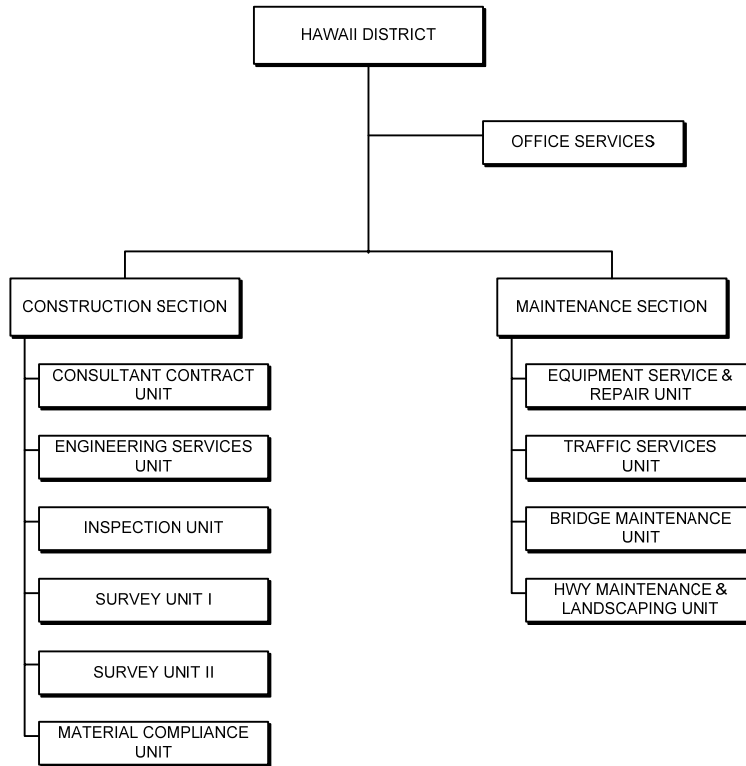 HAWAII DISTRICT
OFFICE SERVICES
CONSTRUCTION SECTION
CONSULTANT CONTRACT
UNIT
ENGINEERING SERVICES
UNIT
INSPECTION UNIT
SURVEY UNIT I
SURVEY UNIT II
MATERIAL COMPLIANCE
UNIT
MAINTENANCE SECTION
EQUIPMENT SERVICE &
REPAIR UNIT
TRAFFIC SERVICES
UNIT
BRIDGE MAINTENANCE
UNIT
HWY MAINTENANCE &
LANDSCAPING UNIT